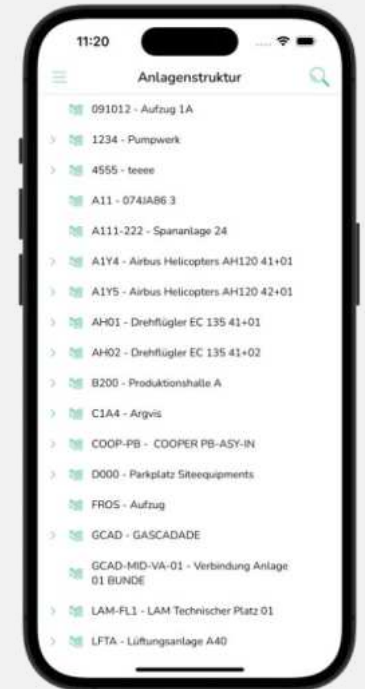 11:20
Anlagenstruktur
091012 - Aufzug 1A
1234 - Pumpwerk
4555 - teeee
A11 - 074JA86 3
A111-222 - Spananlage 24
A1Y4 - Airbus Helicopters AH120 41+01
A1Y5 - Airbus Helicopters AH120 42+01
AH01 - Drehflügler EC 135 41+01
AH02 - Drehflügler EC 135 41+02
B200 - Produktionshalle A
C1A4 - Argvis
COOP-PB - COOPER PB-ASY-IN
D000 - Parkplatz Siteequipments
FROS - Aufzug
GCAD - GASCADADE
GCAD-MID-VA-01 - Verbindung Anlage
01 BUNDE
LAM-FL1 - LAM Technischer Platz 01
LFTA - Lüftungsanlage A40